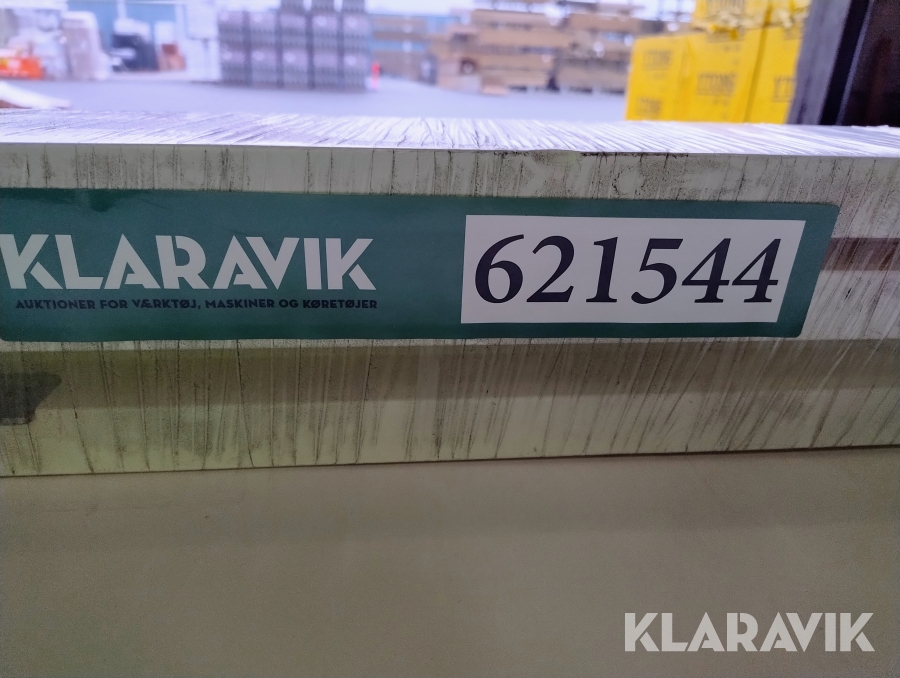 KLARAVIK
AUKTIONER FOR VÆRKTØJ, MASKINER OG KØRETØJER
621544
KLARAVIK